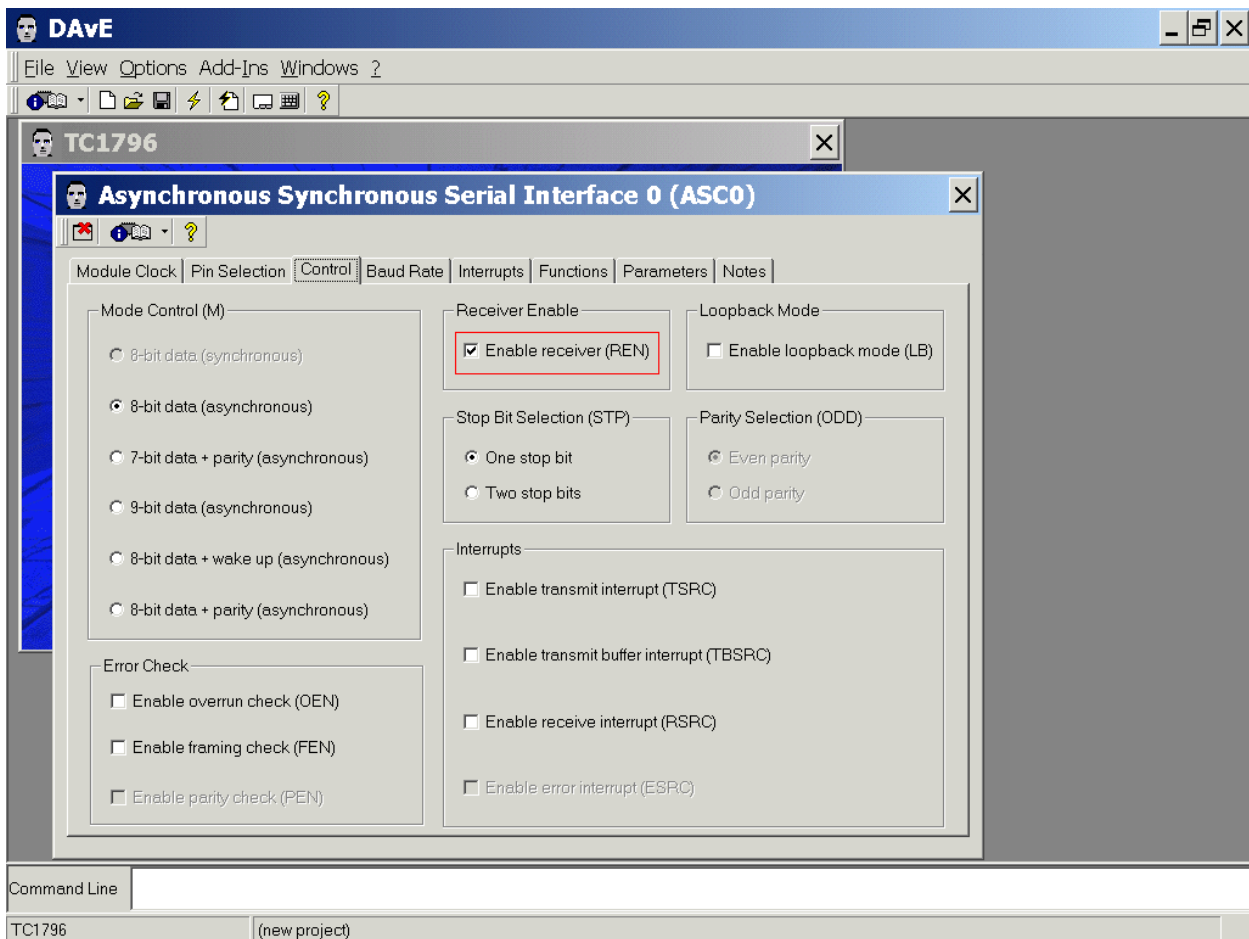 DAvE
File View Options Add-Ins Windows ?
TC1796
Asynchronous Synchronous Serial Interface 0 (ASC0)
Module Clock Pin Selection Control Baud Rate Interrupts Functions Parameters Notes
Mode Control (M)
8-bit data (synchronous)
8-bit data (asynchronous)
7-bit data + parity (asynchronous)
9-bit data (asynchronous)
8-bit data + wake up (asynchronous)
8-bit data + parity (asynchronous)
Error Check
Enable overrun check (OEN)
Enable framing check (FEN)
Enable parity check (PEN)
Receiver Enable
Enable receiver (REN)
Loopback Mode
Enable loopback mode (LB)
Stop Bit Selection (STP)
One stop bit
Two stop bits
Parity Selection (ODD)
Even parity
Odd parity
Interrupts
Enable transmit interrupt (TSRC)
Enable transmit buffer interrupt (TBSRC)
Enable receive interrupt (RSRC)
Enable error interrupt (ESRC)
Command Line
TC1796 (new project)